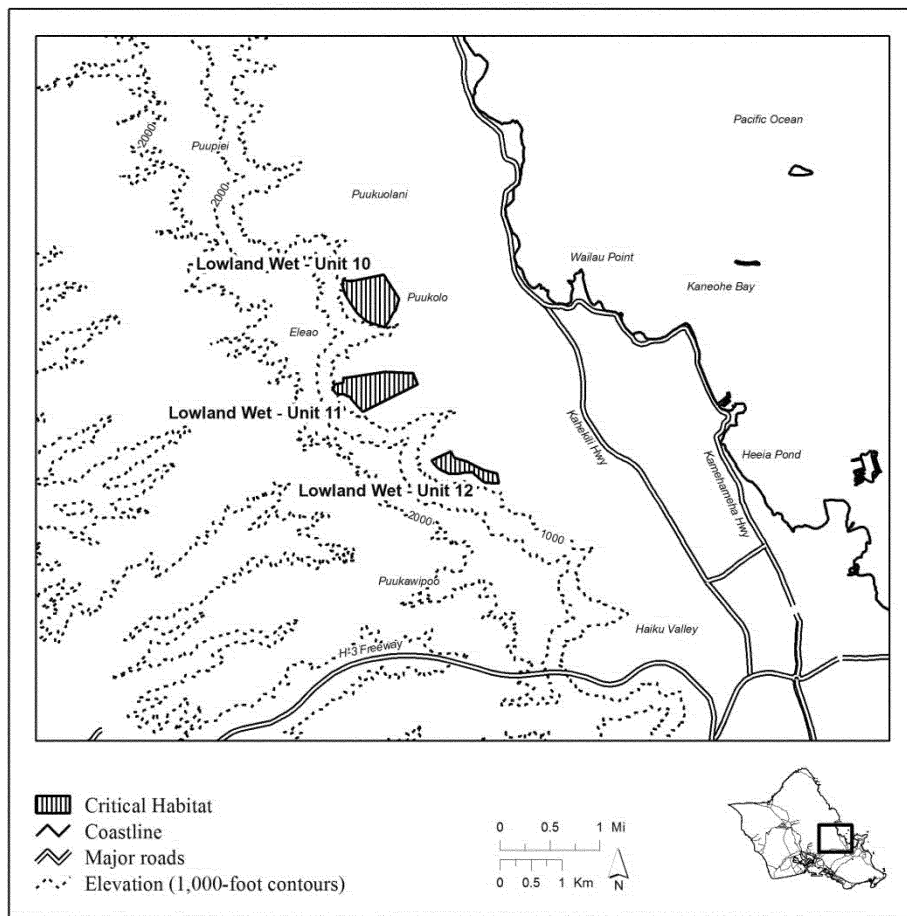 Pacific Ocean
2000
Puupiei
2000
Puukuolani
Wailau Point
Lowland Wet - Unit 10
Kaneohe Bay
Puukolo
Eleao
Lowland Wet - Unit 11
Kahekili Hwy
Kamehameha Hwy
Heeia Pond
Lowland Wet - Unit 12
2000
1000
Puukawipoo
Haiku Valley
H-3 Freeway
Critical Habitat
Coastline
Major roads
Elevation (1,000-foot contours)
0 0.5 1 Mi
0 0.5 1 Km
N